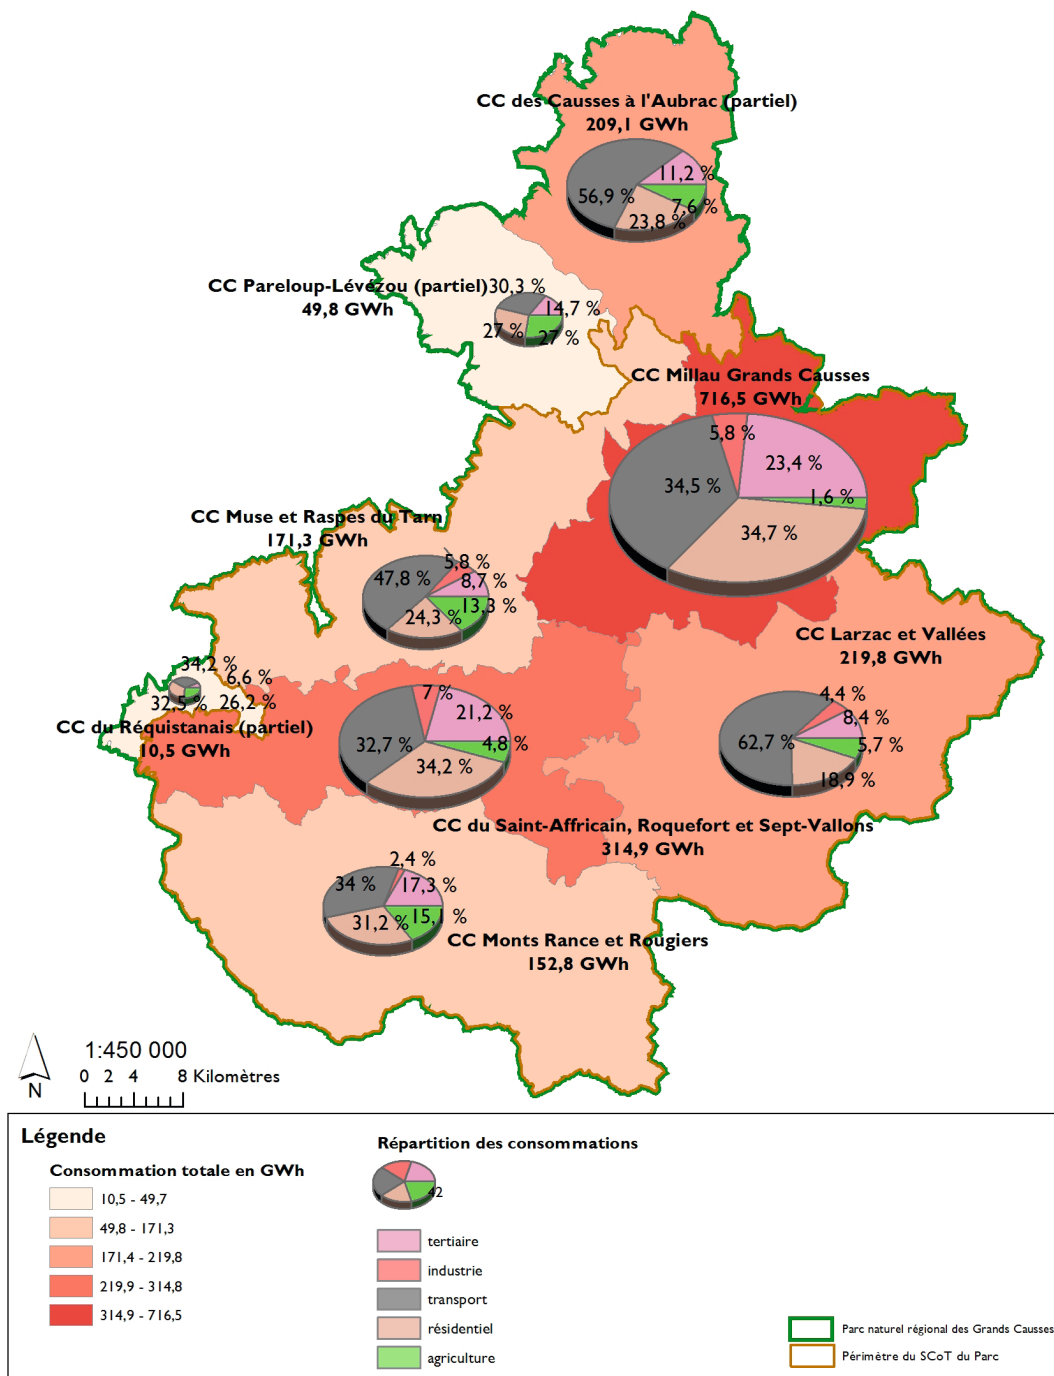 CC des Causses à l'Aubrac (partiel)
209,1 GWh
11,2 %
56,9 %
7,6 %
23,8 %
CC Pareloup-Lévézou (partiel)
49,8 GWh
30,3 %
14,7 %
27 %
27 %
CC Millau Grands Causses
716,5 GWh
5,8 %
23,4 %
34,5 %
1,6 %
34,7 %
CC Muse et Raspes du Tarn
171,3 GWh
5,8 %
47,8 %
8,7 %
13,3 %
24,3 %
CC Larzac et Vallées
219,8 GWh
4,4 %
8,4 %
62,7 %
5,7 %
18,9 %
34,2 %
6,6 %
32,5 %
26,2 %
CC du Réquistanais (partiel)
10,5 GWh
7 %
21,2 %
32,7 %
4,8 %
34,2 %
CC du Saint-Affricain, Roquefort et Sept-Vallons
314,9 GWh
2,4 %
34 %
17,3 %
31,2 %
15,1 %
CC Monts Rance et Rougiers
152,8 GWh
N
1:450 000
0 2 4 8 Kilomètres
Légende
Consommation totale en GWh
10,5 - 49,7
49,8 - 171,3
171,4 - 219,8
219,9 - 314,8
314,9 - 716,5
Répartition des consommations
42
tertiaire
industrie
transport
résidentiel
agriculture
Parc naturel régional des Grands Causses
Périmètre du SCoT du Parc